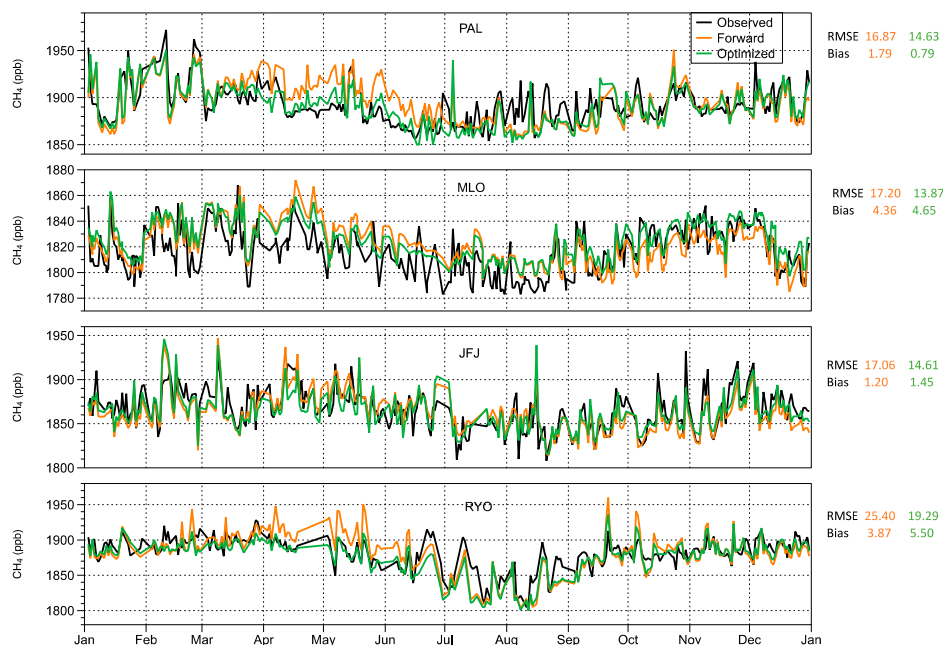 PAL
Observed
Forward
Optimized
1950
1900
1850
CH₄ (ppb)
RMSE 16.87 14.63
Bias 1.79 0.79
MLO
1880
1860
1840
1820
1800
1780
CH₄ (ppb)
RMSE 17.20 13.87
Bias 4.36 4.65
JFJ
1950
1900
1850
1800
CH₄ (ppb)
RMSE 17.06 14.61
Bias 1.20 1.45
RYO
1950
1900
1850
1800
CH₄ (ppb)
RMSE 25.40 19.29
Bias 3.87 5.50
Jan Feb Mar Apr May Jun Jul Aug Sep Oct Nov Dec Jan